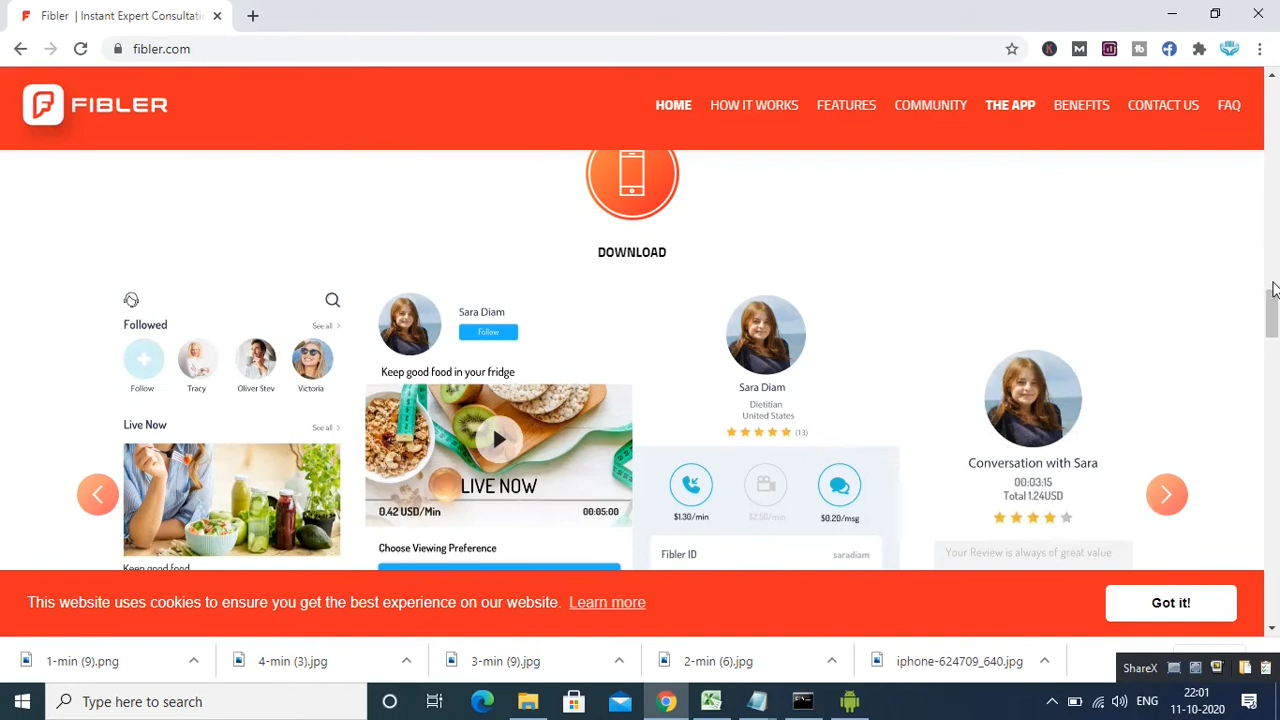 Fibler | Instant Expert Consultati
fibler.com
FIBLER
HOME HOW IT WORKS FEATURES COMMUNITY THE APP BENEFITS CONTACT US FAQ
DOWNLOAD
Followed
See all >
Follow Tracy Oliver Stev Victoria
Live Now
See all >
Keep good food
Sara Diam
Follow
Keep good food in your fridge
LIVE NOW
0.42 USD/Min 00:05:00
Choose Viewing Preference
Sara Diam
Dietitian
United States
(13)
$1.30/min $2.50/min $0.20/msg
Fibler ID saradiam
Conversation with Sara
00:03:15
Total 1.24USD
Your Review is always of great value
This website uses cookies to ensure you get the best experience on our website. Learn more
Got it!
1-min (9).png 4-min (3).jpg 3-min (9).jpg 2-min (6).jpg iphone-624709_640.jpg
ShareX
Type here to search
ENG
22:01
11-10-2020